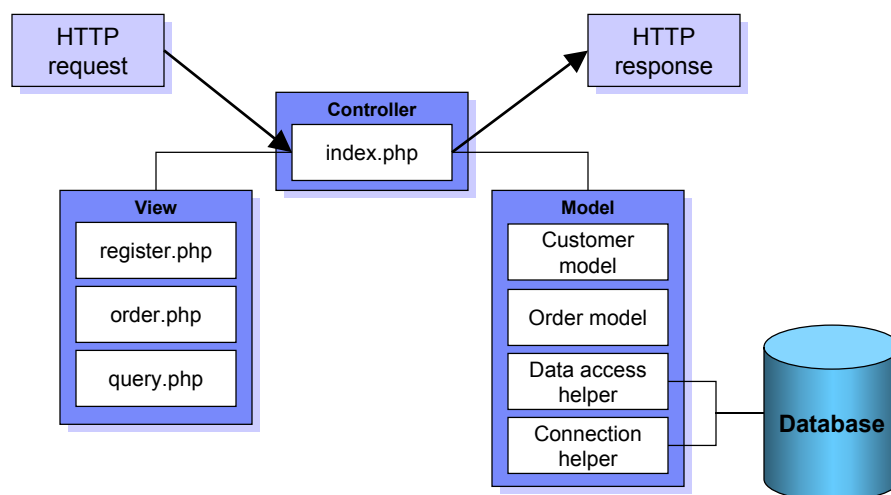 HTTP
request
HTTP
response
Controller
index.php
View
register.php
order.php
query.php
Model
Customer
model
Order model
Data access
helper
Connection
helper
Database